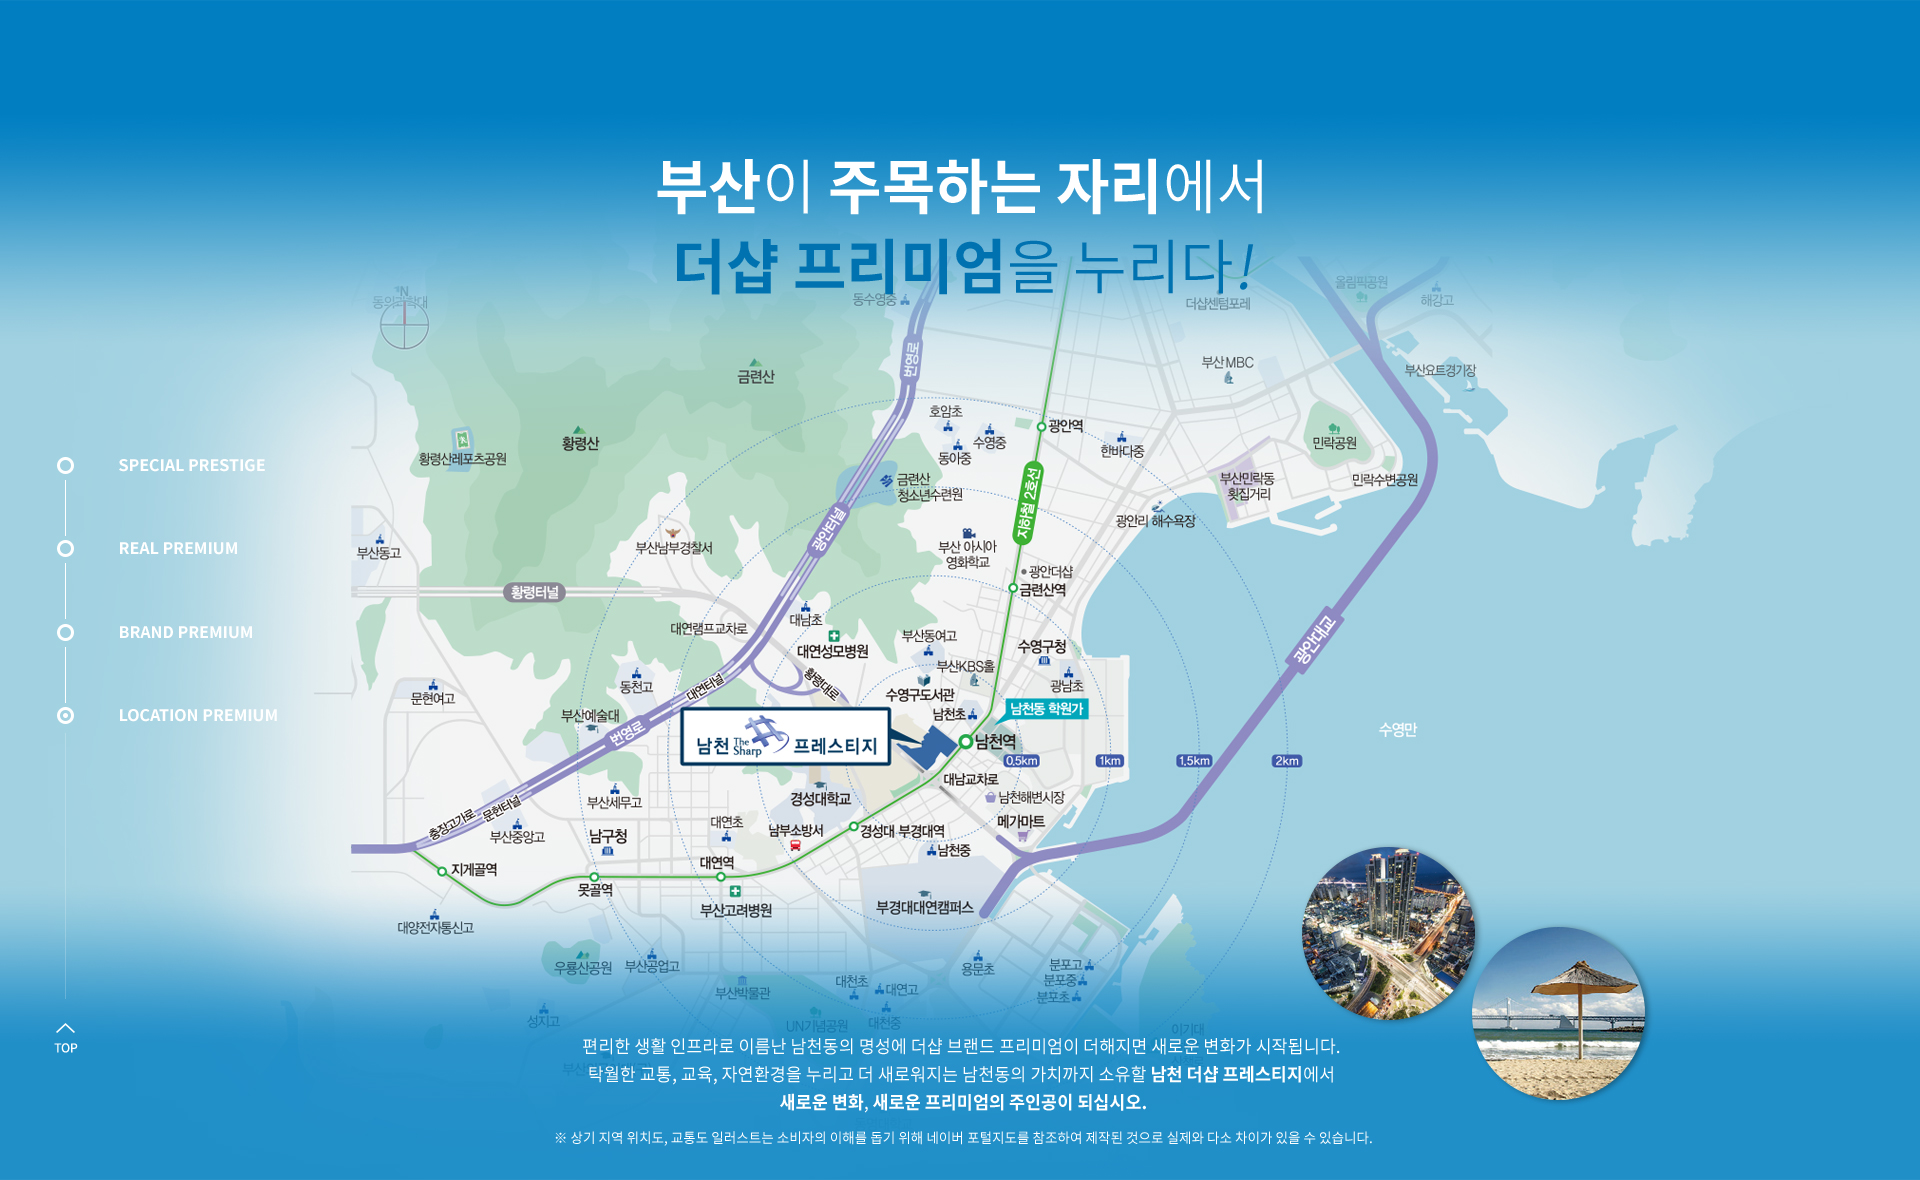 부산이 주목하는 자리에서
더샵 프리미엄을 누리다!
N
동의과학대
동수영중
더샵센텀포레
올림픽공원
해강고
번영로
금련산
부산 MBC
부산요트경기장
황령산레포츠공원
황령산
호암초
동아중
수영중
광안역
한바다중
민락공원
SPECIAL PRESTIGE
금련산
청소년수련원
지하철 2호선
부산민락동
횟집거리
민락수변공원
광안리 해수욕장
부산동고
부산남부경찰서
광안터널
부산 아시아
영화학교
REAL PREMIUM
광안더샵
금련산역
황령터널
대연램프교차로
대남초
대연성모병원
부산동여고
수영구청
광안대교
BRAND PREMIUM
부산KBS홀
문현여고
동천고
대연터널
황령대로
수영구도서관
광남초
남천동 학원가
남천초
LOCATION PREMIUM
부산예술대
번영로
남천 The Sharp 프레스티지
남천역
수영만
0.5km
1km
1.5km
2km
대남교차로
경성대학교
남천해변시장
부산세무고
충장고가로
문현터널
부산중앙고
남구청
대연초
남부소방서
경성대 부경대역
메가마트
남천중
지게골역
못골역
대연역
부산고려병원
부경대대연캠퍼스
대양전자통신고
우룡산공원
부산공업고
부산박물관
대천초
대연고
용문초
분포고
분포중
분포초
성지고
UN기념공원
대천중
이기대
TOP
편리한 생활 인프라로 이름난 남천동의 명성에 더샵 브랜드 프리미엄이 더해지면 새로운 변화가 시작됩니다.
탁월한 교통, 교육, 자연환경을 누리고 더 새로워지는 남천동의 가치까지 소유할 남천 더샵 프레스티지에서
새로운 변화, 새로운 프리미엄의 주인공이 되십시오.
※ 상기 지역 위치도, 교통도 일러스트는 소비자의 이해를 돕기 위해 네이버 포털지도를 참조하여 제작된 것으로 실제와 다소 차이가 있을 수 있습니다.